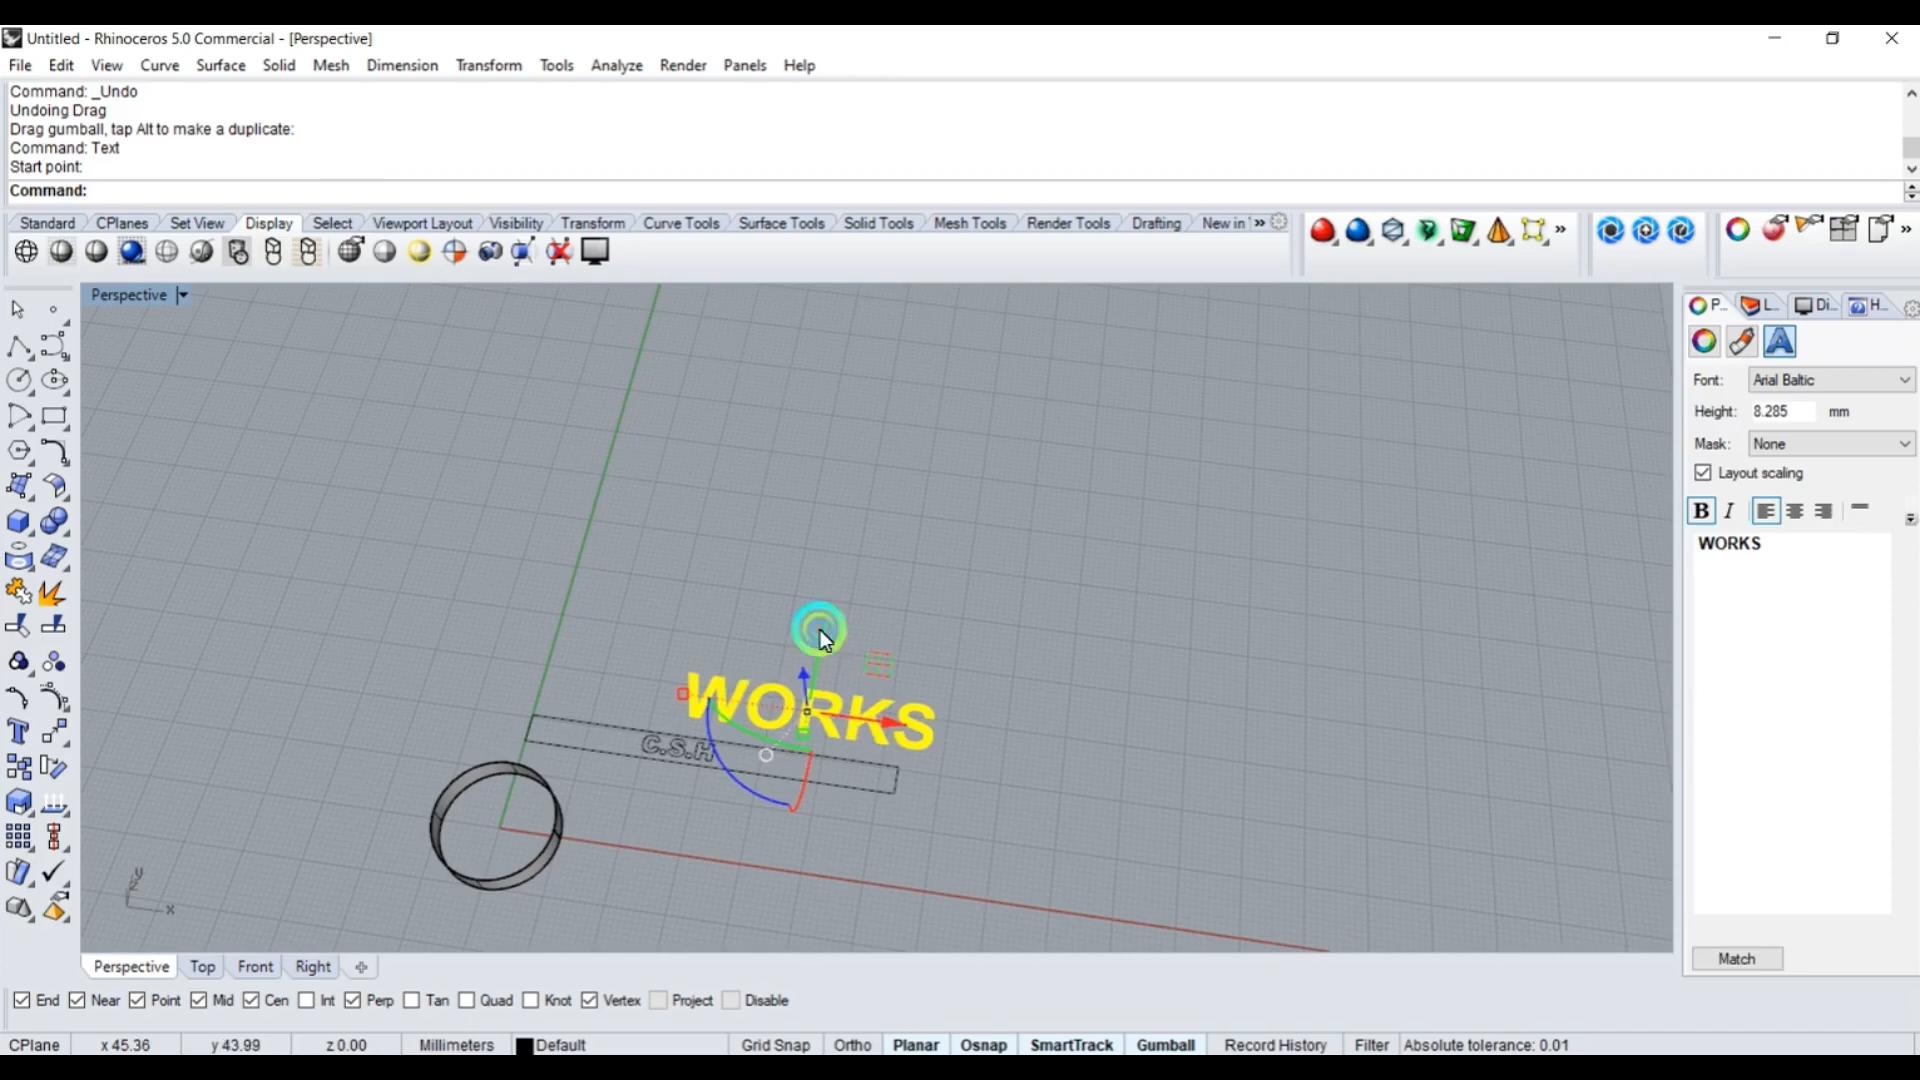 Untitled - Rhinoceros 5.0 Commercial - [Perspective]
File Edit View Curve Surface Solid Mesh Dimension Transform Tools Analyze Render Panels Help
Command: _Undo
Undoing Drag
Drag gumball, tap Alt to make a duplicate:
Command: Text
Start point:
Command:
Standard CPlanes Set View Display Select Viewport Layout Visibility Transform Curve Tools Surface Tools Solid Tools Mesh Tools Render Tools Drafting New in
Perspective
P... L... Di... H...
Font: Arial Baltic
Height: 8.285 mm
Mask: None
Layout scaling
B I
WORKS
WORKS
C.S.H
x
Match
Perspective Top Front Right
End Near Point Mid Cen Int Perp Tan Quad Knot Vertex Project Disable
CPlane x 45.36 y 43.99 z 0.00 Millimeters Default Grid Snap Ortho Planar Osnap SmartTrack Gumball Record History Filter Absolute tolerance: 0.01